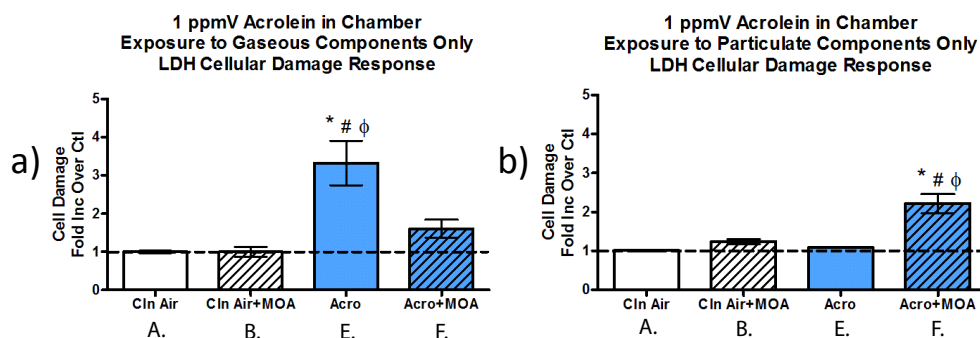 1 ppmV Acrolein in Chamber
Exposure to Gaseous Components Only
LDH Cellular Damage Response
a)
Cell Damage
Fold Inc Over Ctl
5
4
3
2
1
0
* # ϕ
Cln Air Cln Air+MOA Acro Acro+MOA
A. B. E. F.
1 ppmV Acrolein in Chamber
Exposure to Particulate Components Only
LDH Cellular Damage Response
b)
Cell Damage
Fold Inc Over Ctl
5
4
3
2
1
0
* # ϕ
Cln Air Cln Air+MOA Acro Acro+MOA
A. B. E. F.